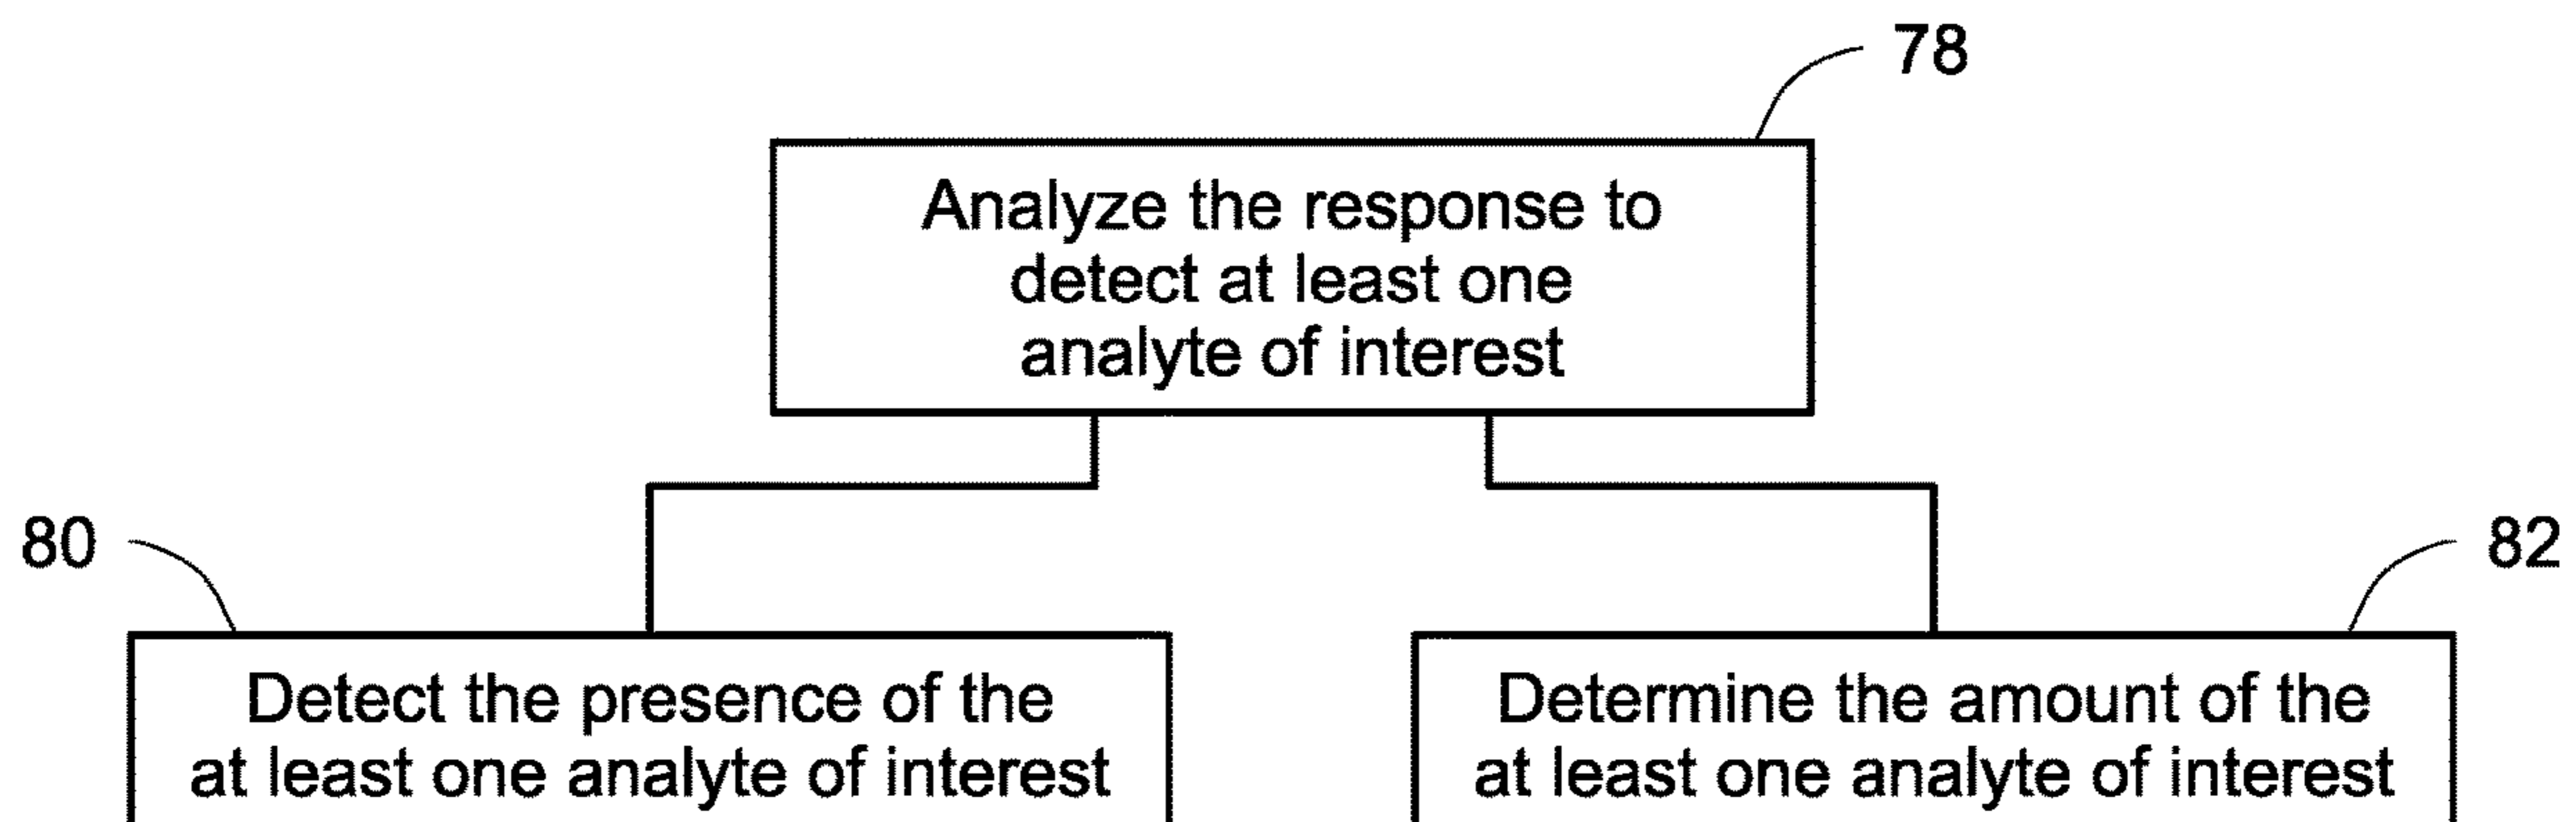 78
Analyze the response to
detect at least one
analyte of interest
80
82
Detect the presence of the
at least one analyte of interest
Determine the amount of the
at least one analyte of interest